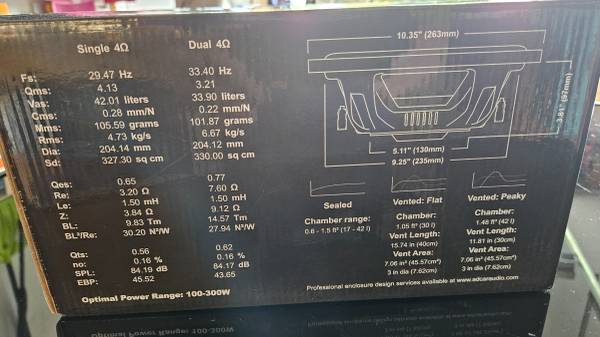 Single 4Ω Dual 4Ω
Fs: 29.47 Hz 33.40 Hz
Qms: 4.13 3.21
Vas: 42.01 liters 33.90 liters
Cms: 0.28 mm/N 0.22 mm/N
Mms: 105.59 grams 101.87 grams
Rms: 4.73 kg/s 6.67 kg/s
Dia: 204.14 mm 204.12 mm
Sd: 327.30 sq cm 330.00 sq cm
Qes: 0.65 0.77
Re: 3.20 Ω 7.60 Ω
Le: 1.50 mH 1.50 mH
Z: 3.84 Ω 9.12 Ω
BL: 9.83 Tm 14.57 Tm
BL²/Re: 30.20 N²/W 27.94 N²/W
Qts: 0.56 0.62
no: 0.16 % 0.16 %
SPL: 84.19 dB 84.17 dB
EBP: 45.52 43.65
Optimal Power Range: 100-300W
10.35" (263mm)
3.81" (97mm)
5.11" (130mm)
9.25" (235mm)
Sealed
Chamber range:
0.6 - 1.5 ft³ (17 - 42 l)
Vented: Flat
Chamber:
1.05 ft³ (30 l)
Vent Length:
15.74 in (40cm)
Vent Area:
7.06 in² (45.57cm²)
3 in dia (7.62cm)
Vented: Peaky
Chamber:
1.48 ft³ (42 l)
Vent Length:
11.81 in (30cm)
Vent Area:
7.06 in² (45.57cm²)
3 in dia (7.62cm)
Professional enclosure design services available at www.adcaraudio.com
Optimal Power Range: 100-300W